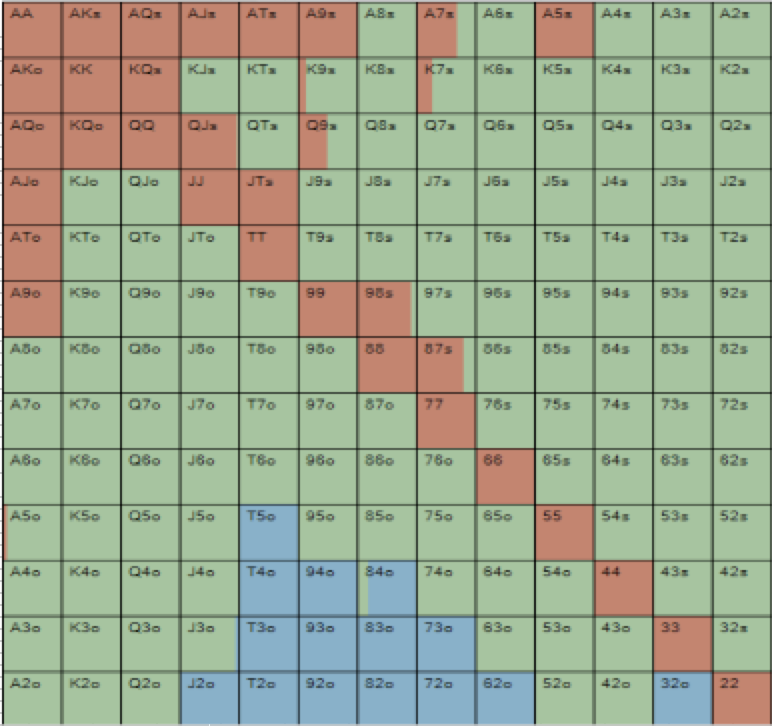 AA AKs AQs AJs ATs A9s A8s A7s A6s A5s A4s A3s A2s
AKo KK KQs KJs KTs K9s K8s K7s K6s K5s K4s K3s K2s
AQo KQo QQ QJs QTs Q9s Q8s Q7s Q6s Q5s Q4s Q3s Q2s
AJo KJo QJo JJ JTs J9s J8s J7s J6s J5s J4s J3s J2s
ATo KTo QTo JTo TT T9s T8s T7s T6s T5s T4s T3s T2s
A9o K9o Q9o J9o T9o 99 98s 97s 96s 95s 94s 93s 92s
A8o K8o Q8o J8o T8o 98o 88 87s 86s 85s 84s 83s 82s
A7o K7o Q7o J7o T7o 97o 87o 77 76s 75s 74s 73s 72s
A6o K6o Q6o J6o T6o 96o 86o 76o 66 65s 64s 63s 62s
A5o K5o Q5o J5o T5o 95o 85o 75o 65o 55 54s 53s 52s
A4o K4o Q4o J4o T4o 94o 84o 74o 64o 54o 44 43s 42s
A3o K3o Q3o J3o T3o 93o 83o 73o 63o 53o 43o 33 32s
A2o K2o Q2o J2o T2o 92o 82o 72o 62o 52o 42o 32o 22